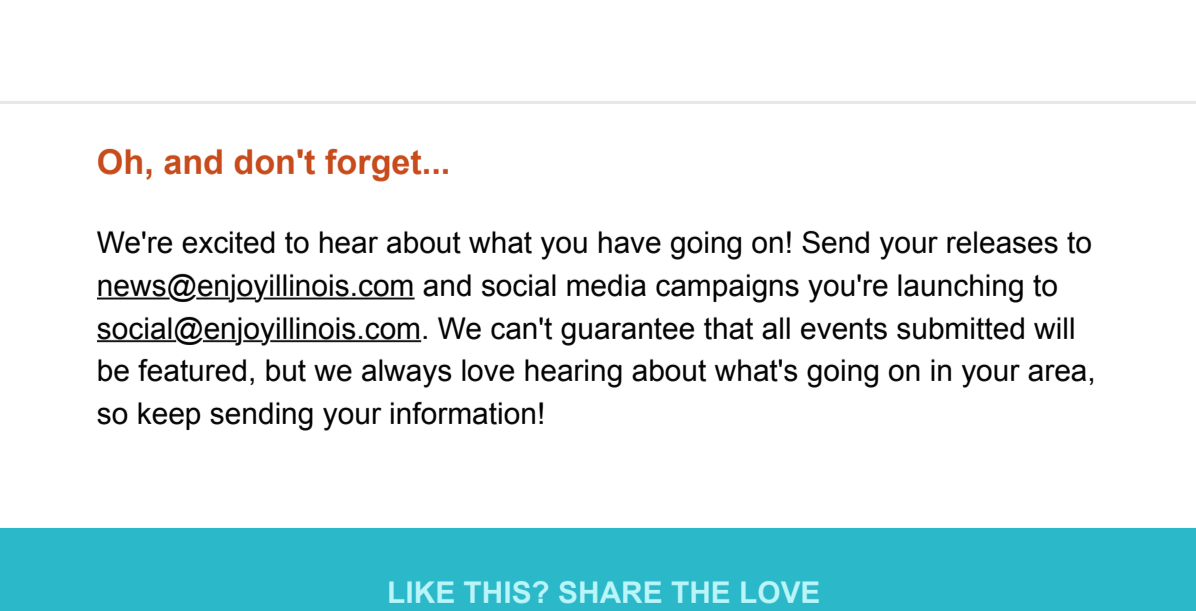 Oh, and don't forget...
We're excited to hear about what you have going on! Send your releases to
news@enjoyillinois.com and social media campaigns you're launching to
social@enjoyillinois.com. We can't guarantee that all events submitted will
be featured, but we always love hearing about what's going on in your area,
so keep sending your information!
LIKE THIS? SHARE THE LOVE